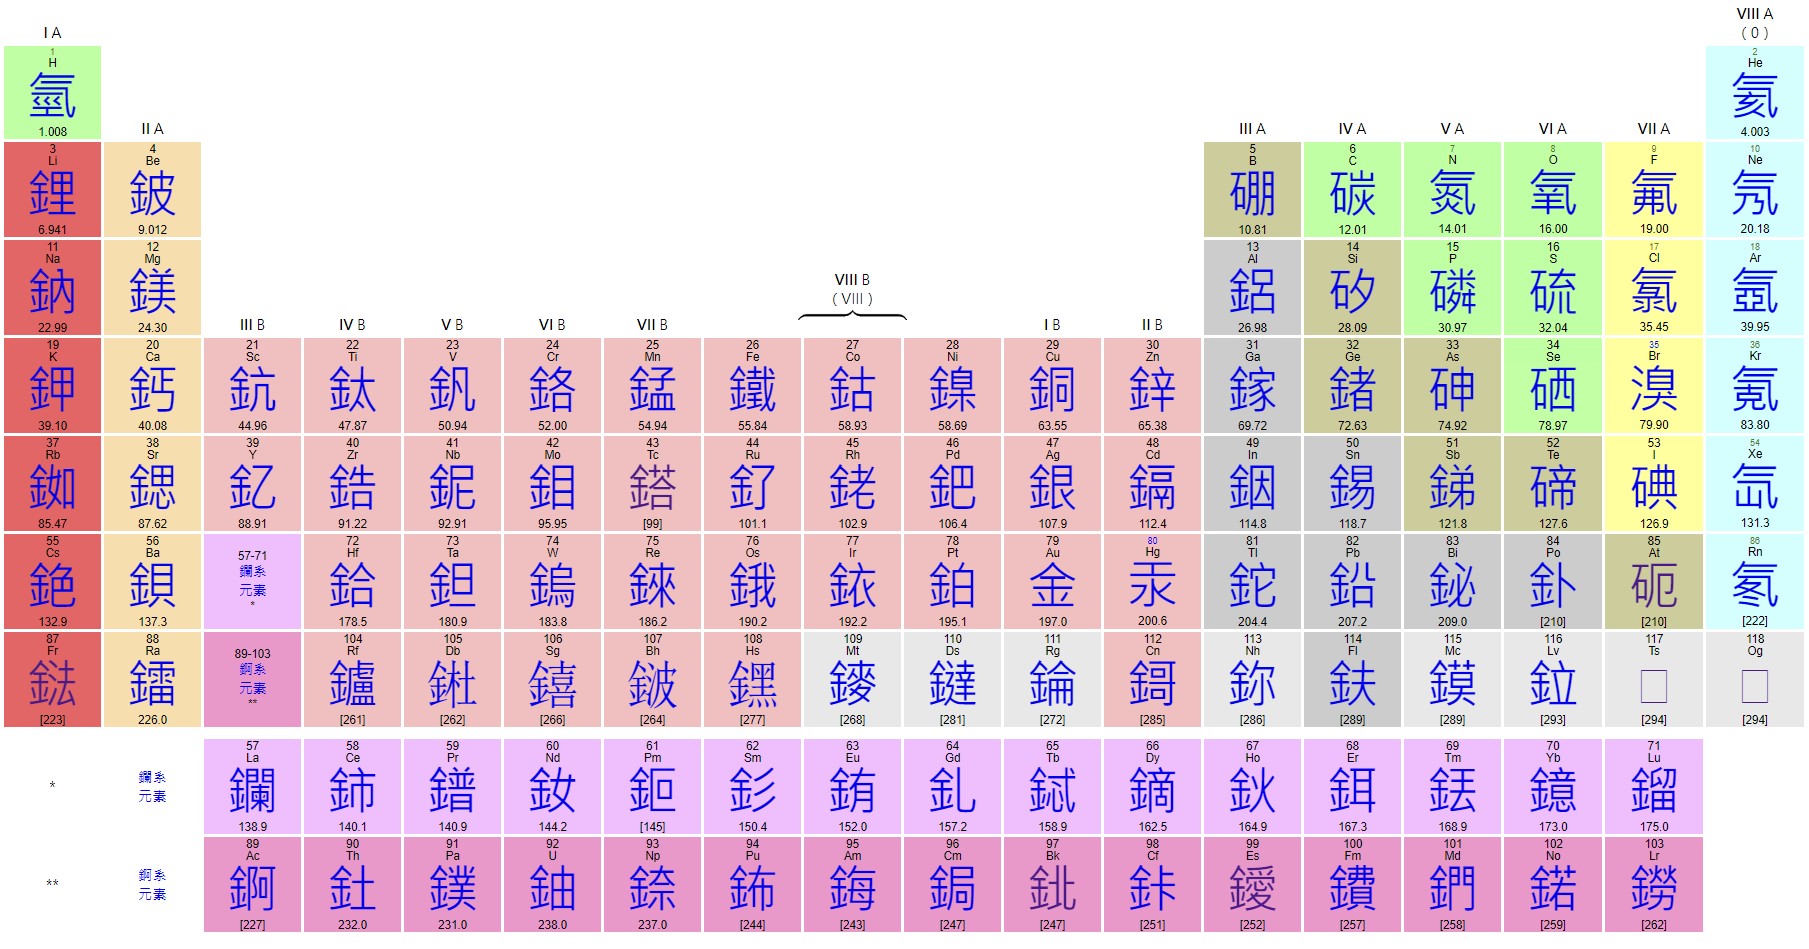 VIII A
I A
( 0 )
1
H
氫
1.008
2
He
氦
4.003
II A
III A
IV A
V A
VI A
VII A
3
Li
鋰
6.941
4
Be
鈹
9.012
5
B
硼
10.81
6
C
碳
12.01
7
N
氮
14.01
8
O
氧
16.00
9
F
氟
19.00
10
Ne
氖
20.18
11
Na
鈉
22.99
12
Mg
鎂
24.30
13
Al
鋁
26.98
14
Si
矽
28.09
15
P
磷
30.97
16
S
硫
32.04
17
Cl
氯
35.45
18
Ar
氬
39.95
VIII B
( VIII )
III B
IV B
V B
VI B
VII B
I B
II B
19
K
鉀
39.10
20
Ca
鈣
40.08
21
Sc
鈧
44.96
22
Ti
鈦
47.87
23
V
釩
50.94
24
Cr
鉻
52.00
25
Mn
錳
54.94
26
Fe
鐵
55.84
27
Co
鈷
58.93
28
Ni
鎳
58.69
29
Cu
銅
63.55
30
Zn
鋅
65.38
31
Ga
鎵
69.72
32
Ge
鍺
72.63
33
As
砷
74.92
34
Se
硒
78.97
35
Br
溴
79.90
36
Kr
氪
83.80
37
Rb
銣
85.47
38
Sr
鍶
87.62
39
Y
釔
88.91
40
Zr
鋯
91.22
41
Nb
鈮
92.91
42
Mo
鉬
95.95
43
Tc
鎝
[99]
44
Ru
釕
101.1
45
Rh
銠
102.9
46
Pd
鈀
106.4
47
Ag
銀
107.9
48
Cd
鎘
112.4
49
In
銦
114.8
50
Sn
錫
118.7
51
Sb
銻
121.8
52
Te
碲
127.6
53
I
碘
126.9
54
Xe
氙
131.3
55
Cs
銫
132.9
56
Ba
鋇
137.3
57-71
鑭系
元素
*
72
Hf
鉿
178.5
73
Ta
鉭
180.9
74
W
鎢
183.8
75
Re
錸
186.2
76
Os
鋨
190.2
77
Ir
銥
192.2
78
Pt
鉑
195.1
79
Au
金
197.0
80
Hg
汞
200.6
81
Tl
鉈
204.4
82
Pb
鉛
207.2
83
Bi
鉍
209.0
84
Po
釙
[210]
85
At
砈
[210]
86
Rn
氡
[222]
87
Fr
鍅
[223]
88
Ra
鐳
226.0
89-103
錒系
元素
**
104
Rf
鑪
[261]
105
Db
𨧀
[262]
106
Sg
𨭎
[266]
107
Bh
𨨏
[264]
108
Hs
𨭆
[277]
109
Mt
䥑
[268]
110
Ds
鐽
[281]
111
Rg
錀
[272]
112
Cn
鎶
[285]
113
Nh
鉨
[286]
114
Fl
鈇
[289]
115
Mc
鏌
[289]
116
Lv
鉝
[293]
117
Ts
□
[294]
118
Og
□
[294]
*
鑭系
元素
57
La
鑭
138.9
58
Ce
鈰
140.1
59
Pr
鐠
140.9
60
Nd
釹
144.2
61
Pm
鉕
[145]
62
Sm
釤
150.4
63
Eu
銪
152.0
64
Gd
釓
157.2
65
Tb
鋱
158.9
66
Dy
鏑
162.5
67
Ho
鈥
164.9
68
Er
鉺
167.3
69
Tm
銩
168.9
70
Yb
鐿
173.0
71
Lu
鎦
175.0
**
錒系
元素
89
Ac
錒
[227]
90
Th
釷
232.0
91
Pa
鏷
231.0
92
U
鈾
238.0
93
Np
錼
237.0
94
Pu
鈽
[244]
95
Am
鋂
[243]
96
Cm
鋦
[247]
97
Bk
鉳
[247]
98
Cf
鉲
[251]
99
Es
鑀
[252]
100
Fm
鐨
[257]
101
Md
鍆
[258]
102
No
鍩
[259]
103
Lr
鐒
[262]